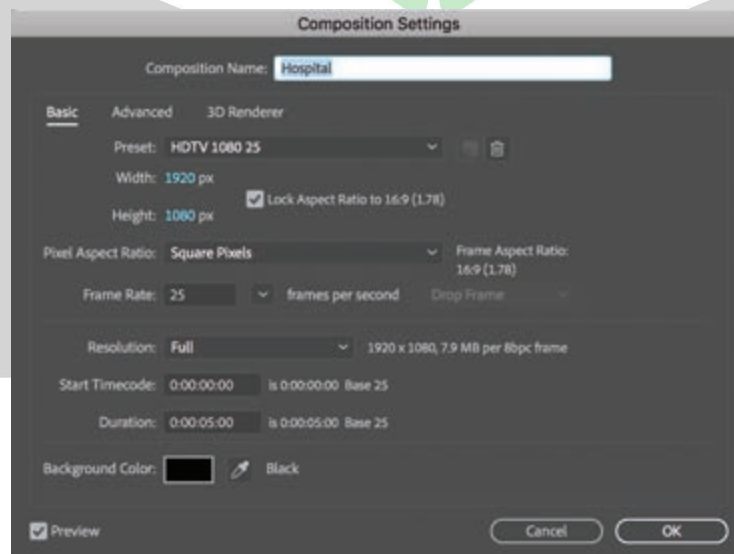 Composition Settings
Composition Name: Hospital
Basic Advanced 3D Renderer
Preset: HDTV 1080 25
Width: 1920 px
Lock Aspect Ratio to 16:9 (1.78)
Height: 1080 px
Pixel Aspect Ratio: Square Pixels Frame Aspect Ratio:
16:9 (1.78)
Frame Rate: 25 frames per second Drop Frame
Resolution: Full 1920 x 1080, 7.9 MB per 8bpc frame
Start Timecode: 0:00:00:00 is 0:00:00:00 Base 25
Duration: 0:00:05:00 is 0:00:05:00 Base 25
Background Color: Black
Preview Cancel OK